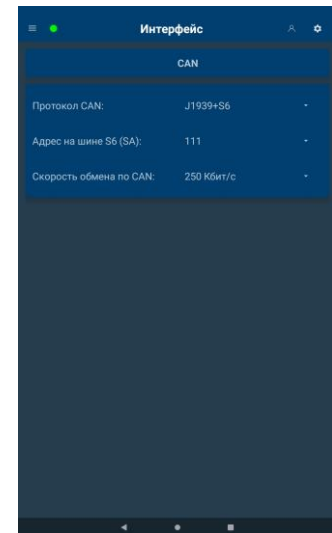 Интерфейс
CAN
Протокол CAN: J1939+S6
Адрес на шине S6 (SA): 111
Скорость обмена по CAN: 250 Кбит/с